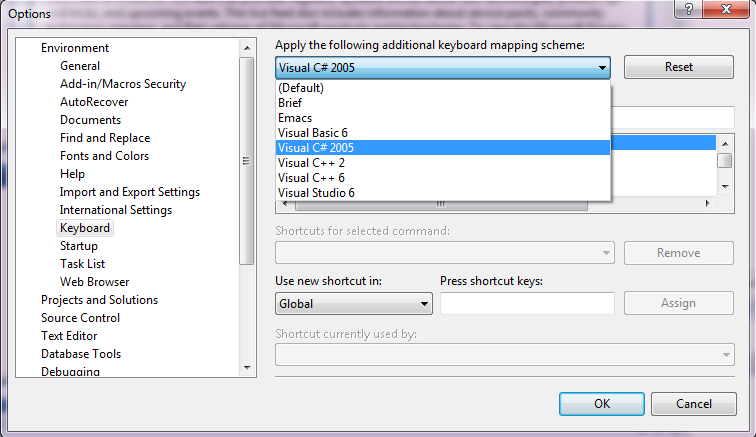 Options
Environment
General
Add-in/Macros Security
AutoRecover
Documents
Find and Replace
Fonts and Colors
Help
Import and Export Settings
International Settings
Keyboard
Startup
Task List
Web Browser
Projects and Solutions
Source Control
Text Editor
Database Tools
Debugging
Apply the following additional keyboard mapping scheme:
Visual C# 2005
Reset
(Default)
Brief
Emacs
Visual Basic 6
Visual C# 2005
Visual C++ 2
Visual C++ 6
Visual Studio 6
Shortcuts for selected command:
Remove
Use new shortcut in:
Press shortcut keys:
Global
Assign
Shortcut currently used by:
OK
Cancel